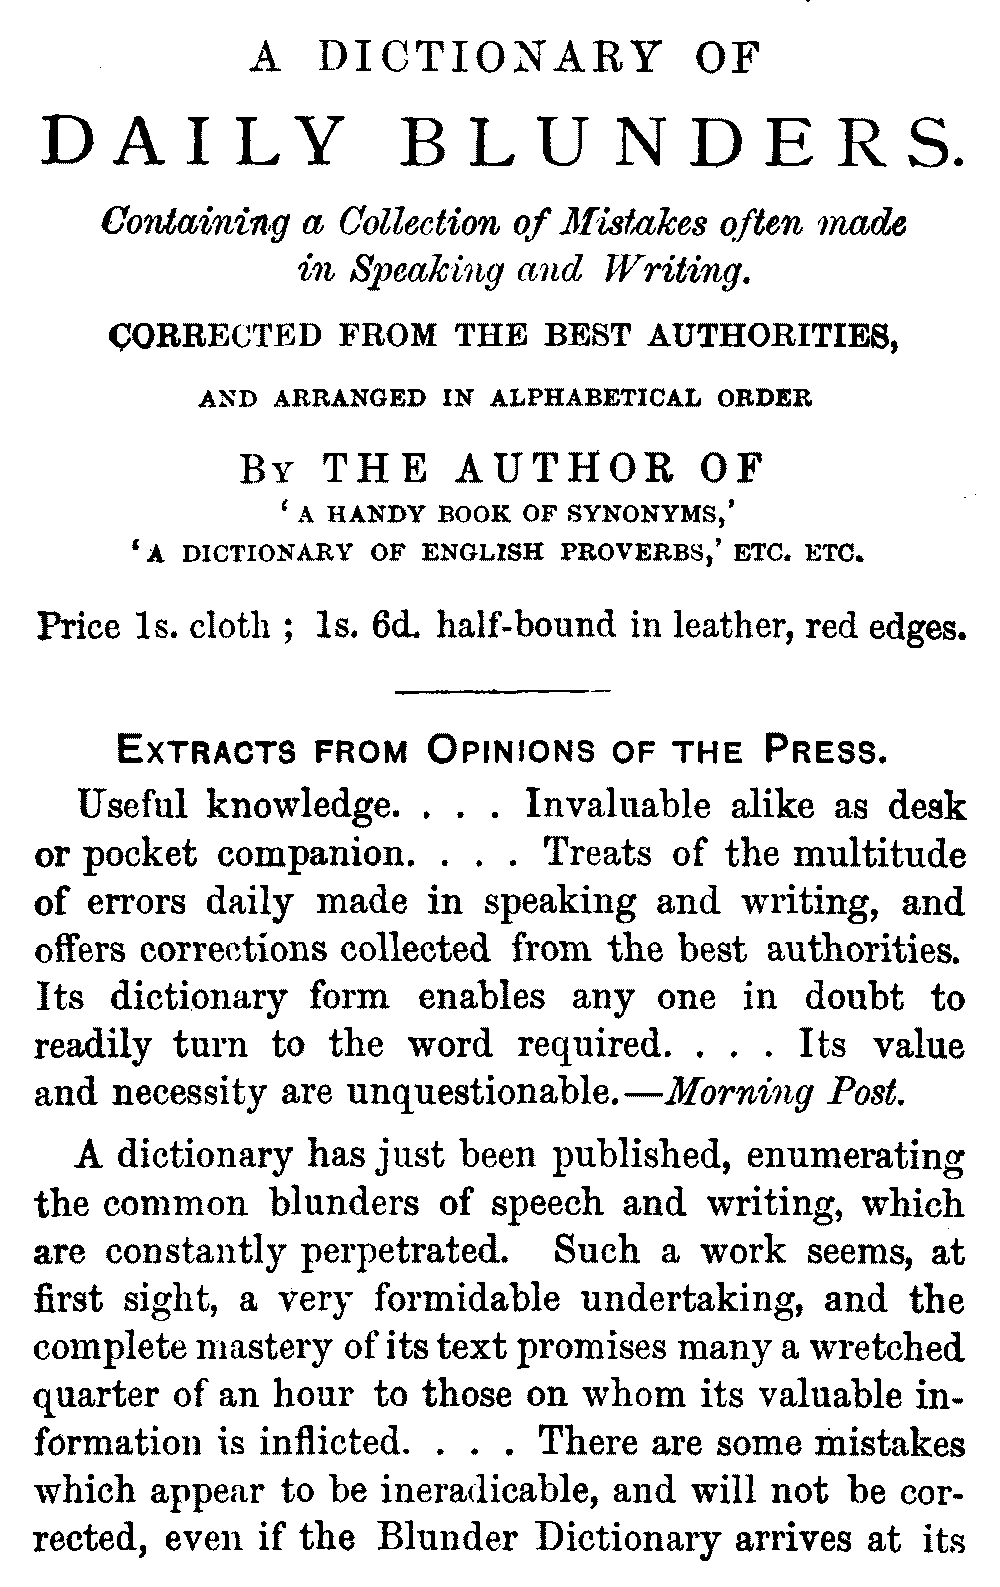 A DICTIONARY OF
DAILY BLUNDERS.
Containing a Collection of Mistakes often made
in Speaking and Writing.
CORRECTED FROM THE BEST AUTHORITIES,
AND ARRANGED IN ALPHABETICAL ORDER
BY THE AUTHOR OF
‘A HANDY BOOK OF SYNONYMS,’
‘A DICTIONARY OF ENGLISH PROVERBS,’ ETC. ETC.
Price 1s. cloth ; 1s. 6d. half-bound in leather, red edges.
EXTRACTS FROM OPINIONS OF THE PRESS.
Useful knowledge. . . . Invaluable alike as desk
or pocket companion. . . . Treats of the multitude
of errors daily made in speaking and writing, and
offers corrections collected from the best authorities.
Its dictionary form enables any one in doubt to
readily turn to the word required. . . . Its value
and necessity are unquestionable.—Morning Post.
A dictionary has just been published, enumerating
the common blunders of speech and writing, which
are constantly perpetrated. Such a work seems, at
first sight, a very formidable undertaking, and the
complete mastery of its text promises many a wretched
quarter of an hour to those on whom its valuable in-
formation is inflicted. . . . There are some mistakes
which appear to be ineradicable, and will not be cor-
rected, even if the Blunder Dictionary arrives at its